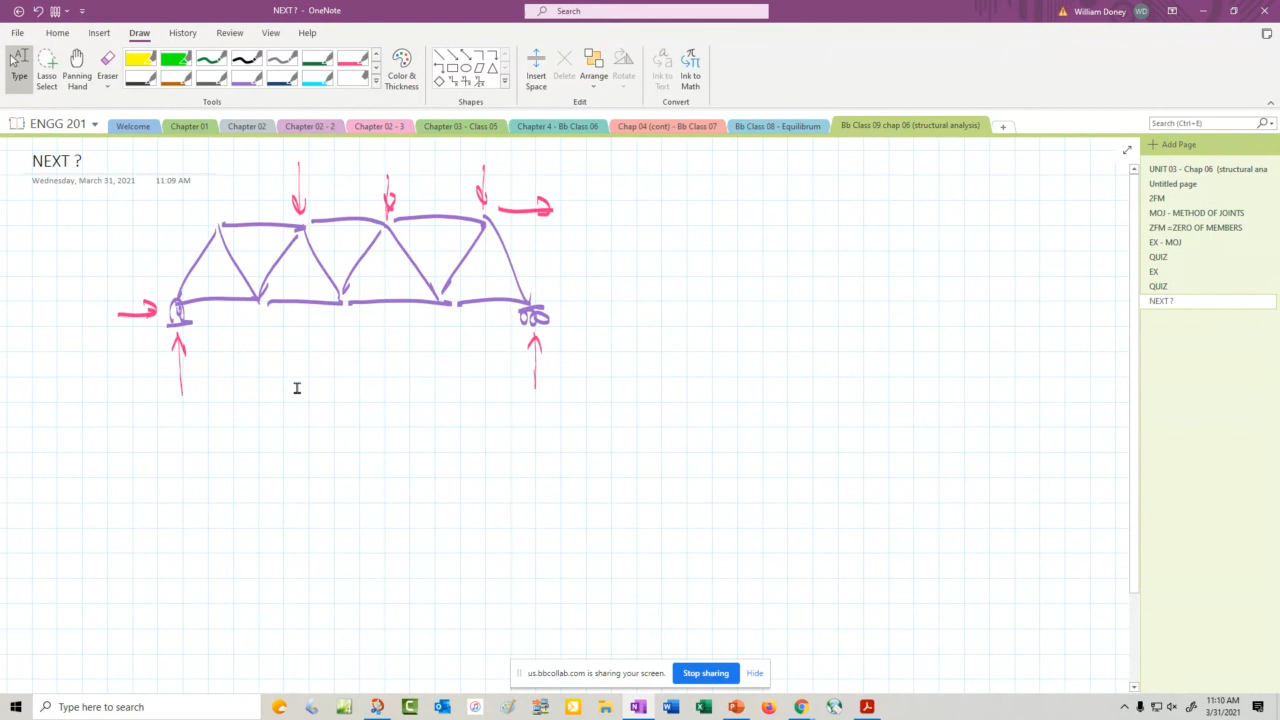 NEXT ? - OneNote
Search
William Doney
WD
File
Home
Insert
Draw
History
Review
View
Help
Type
Lasso Select
Panning Hand
Eraser
Color & Thickness
Insert Space
Delete
Arrange
Rotate
Ink to Text
Ink to Math
Tools
Shapes
Edit
Convert
ENGG 201
Welcome
Chapter 01
Chapter 02
Chapter 02 - 2
Chapter 02 - 3
Chapter 03 - Class 05
Chapter 4 - Bb Class 06
Chap 04 (cont) - Bb Class 07
Bb Class 08 - Equilibrium
Bb Class 09 chap 06 (structural analysis)
Search (Ctrl+E)
NEXT ?
Wednesday, March 31, 2021 11:09 AM
Add Page
UNIT 03 - Chap 06 (structural ana
Untitled page
2FM
MOJ - METHOD OF JOINTS
ZFM =ZERO OF MEMBERS
EX - MOJ
QUIZ
EX
QUIZ
NEXT ?
us.bbcollab.com is sharing your screen.
Stop sharing
Hide
Type here to search
11:10 AM
3/31/2021